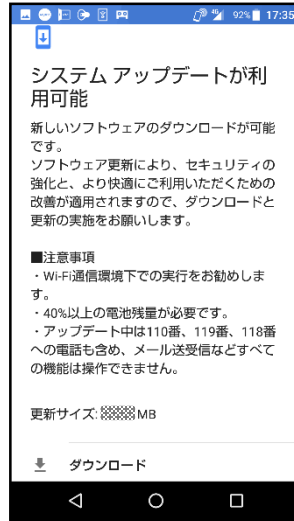 92% 17:35
システム アップデートが利
用可能
新しいソフトウェアのダウンロードが可能
です。
ソフトウェア更新により、セキュリティの
強化と、より快適にご利用いただくための
改善が適用されますので、ダウンロードと
更新の実施をお願いします。
■注意事項
・Wi-Fi通信環境下での実行をお勧めしま
す。
・40%以上の電池残量が必要です。
・アップデート中は110番、119番、118番
への電話も含め、メール送受信などすべて
の機能は操作できません。
更新サイズ: MB
ダウンロード